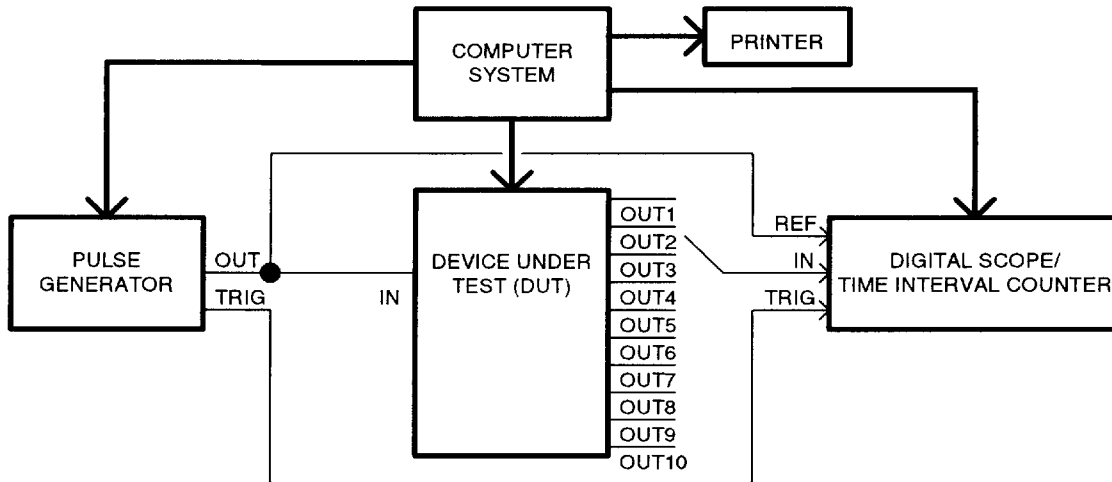 COMPUTER
SYSTEM
PRINTER
PULSE
GENERATOR
OUT
TRIG
IN
DEVICE UNDER
TEST (DUT)
OUT1
OUT2
OUT3
OUT4
OUT5
OUT6
OUT7
OUT8
OUT9
OUT10
REF
IN
TRIG
DIGITAL SCOPE/
TIME INTERVAL COUNTER